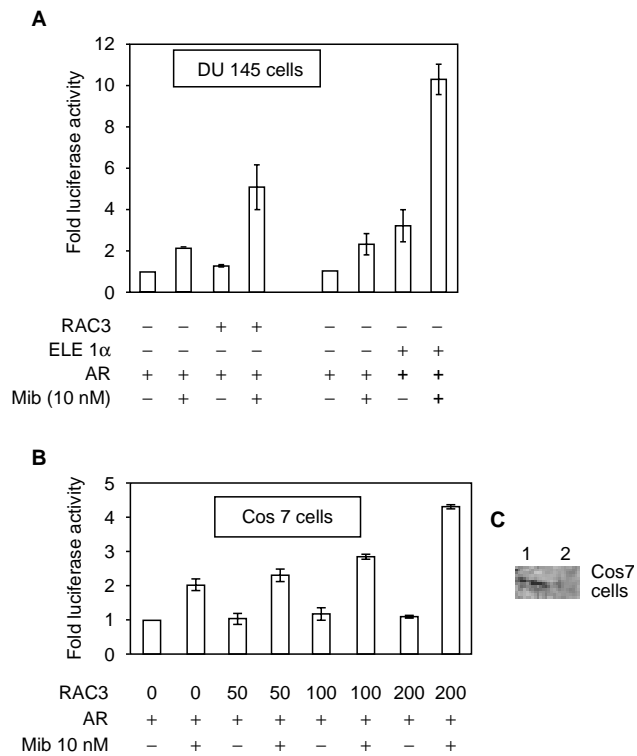 A
Fold luciferase activity
12
10
8
6
4
2
0
DU 145 cells
RAC3 – – + + – – – –
ELE 1α – – – – – – + +
AR + + + + + + + +
Mib (10 nM) – + – + – + – +
B
Fold luciferase activity
5
4
3
2
1
0
Cos 7 cells
RAC3 0 0 50 50 100 100 200 200
AR + + + + + + + +
Mib 10 nM – + – + – + – +
C
1 2
Cos7
cells